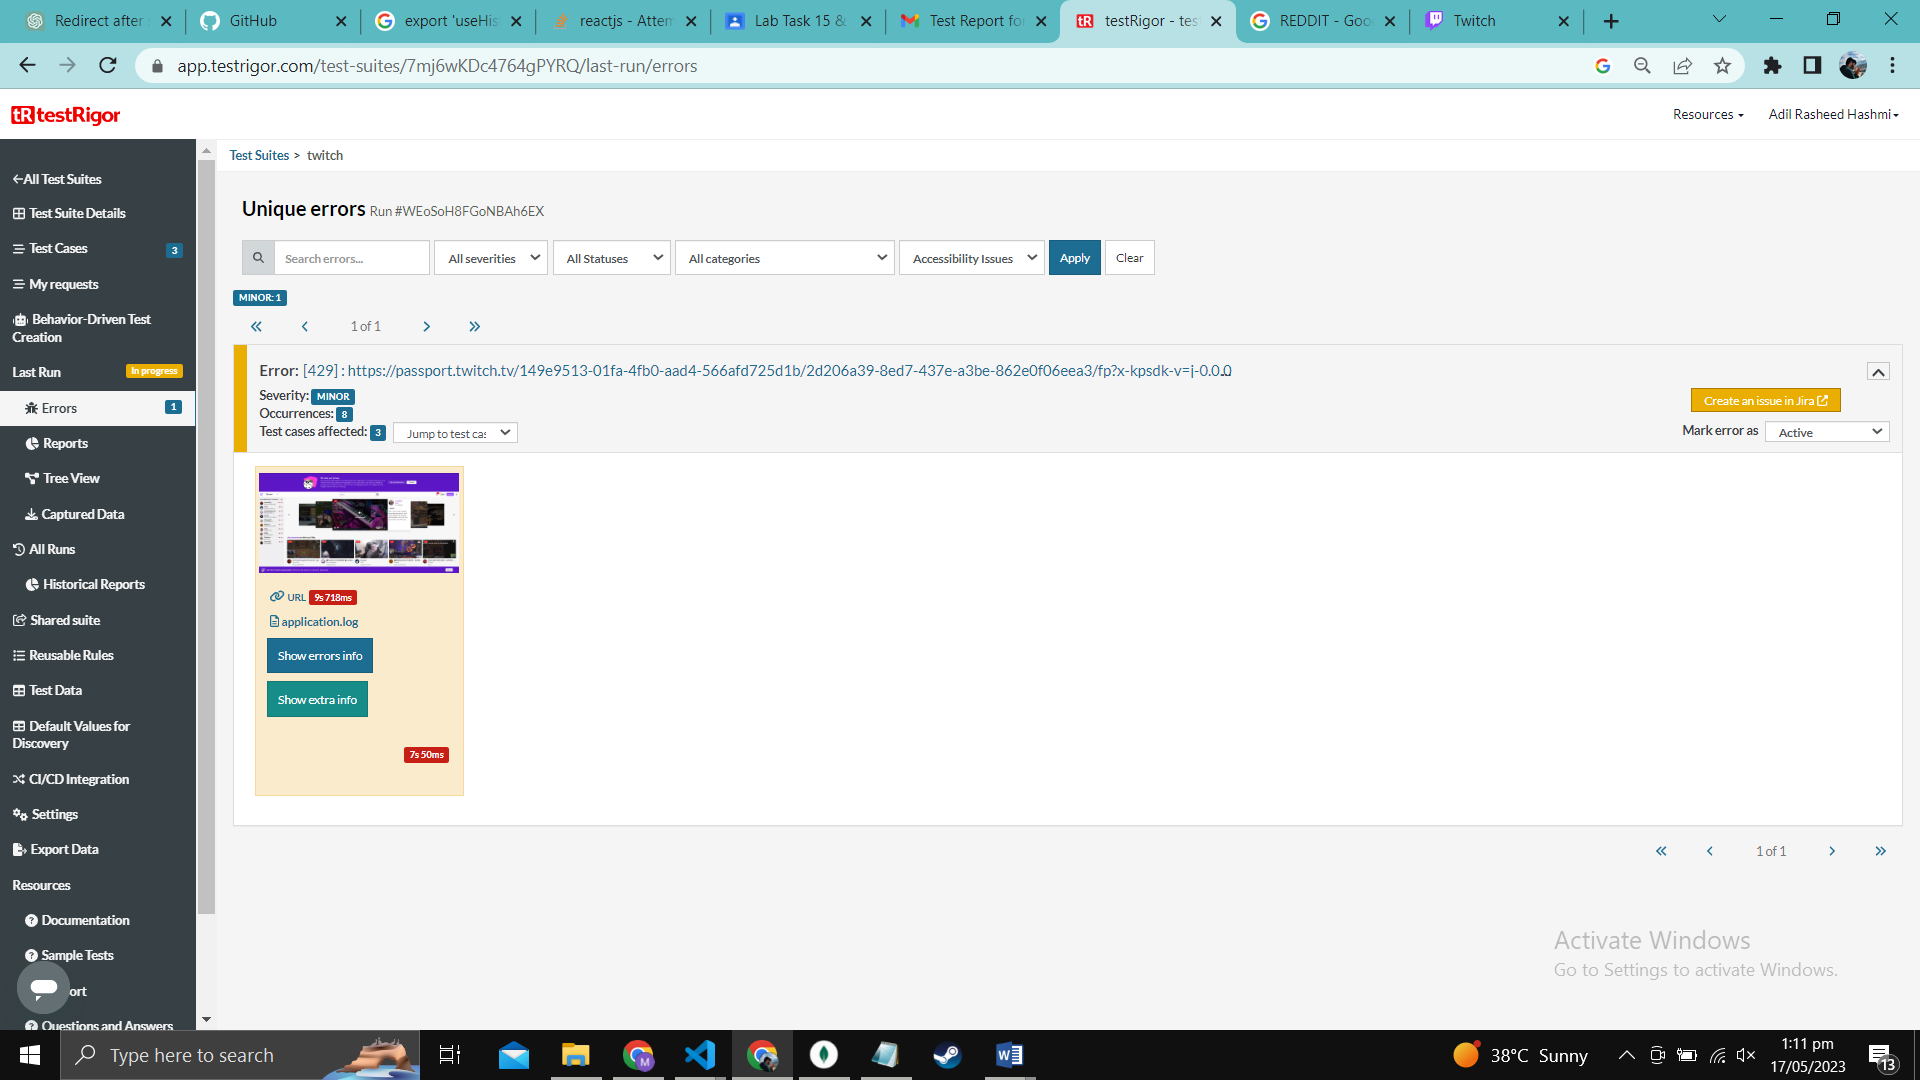 Redirect after
GitHub
export 'useHis
reactjs - Attem
Lab Task 15 &
Test Report for
testRigor - tes
REDDIT - Goo
Twitch
app.testrigor.com/test-suites/7mj6wKDc4764gPYRQ/last-run/errors
tR testRigor
Resources
Adil Rasheed Hashmi
All Test Suites
Test Suite Details
Test Cases 3
My requests
Behavior-Driven Test
Creation
Last Run In progress
Errors 1
Reports
Tree View
Captured Data
All Runs
Historical Reports
Shared suite
Reusable Rules
Test Data
Default Values for
Discovery
CI/CD Integration
Settings
Export Data
Resources
Documentation
Sample Tests
ort
Questions and Answers
Test Suites > twitch
Unique errors Run #WEoSoH8FGoNBAh6EX
Search errors...
All severities
All Statuses
All categories
Accessibility Issues
Apply
Clear
MINOR: 1
« ‹ 1 of 1 › »
Error: [429] : https://passport.twitch.tv/149e9513-01fa-4fb0-aad4-566afd725d1b/2d206a39-8ed7-437e-a3be-862e0f06eea3/fp?x-kpsdk-v=j-0.0.0
Severity: MINOR
Occurrences: 8
Test cases affected: 3 Jump to test cas
Create an issue in Jira
Mark error as Active
URL 9s 718ms
application.log
Show errors info
Show extra info
7s 50ms
« ‹ 1 of 1 › »
Activate Windows
Go to Settings to activate Windows.
Type here to search
38°C Sunny
1:11 pm
17/05/2023
13